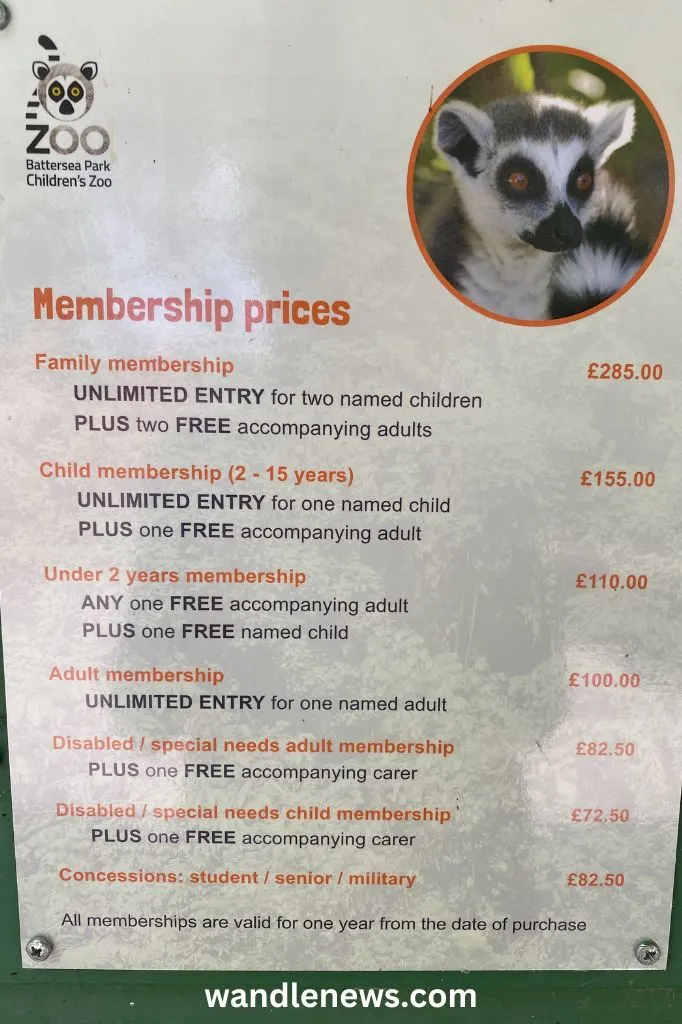 ZOO
Battersea Park
Children's Zoo
Membership prices
Family membership £285.00
UNLIMITED ENTRY for two named children
PLUS two FREE accompanying adults
Child membership (2 - 15 years) £155.00
UNLIMITED ENTRY for one named child
PLUS one FREE accompanying adult
Under 2 years membership £110.00
ANY one FREE accompanying adult
PLUS one FREE named child
Adult membership £100.00
UNLIMITED ENTRY for one named adult
Disabled / special needs adult membership £82.50
PLUS one FREE accompanying carer
Disabled / special needs child membership £72.50
PLUS one FREE accompanying carer
Concessions: student / senior / military £82.50
All memberships are valid for one year from the date of purchase
wandlenews.com